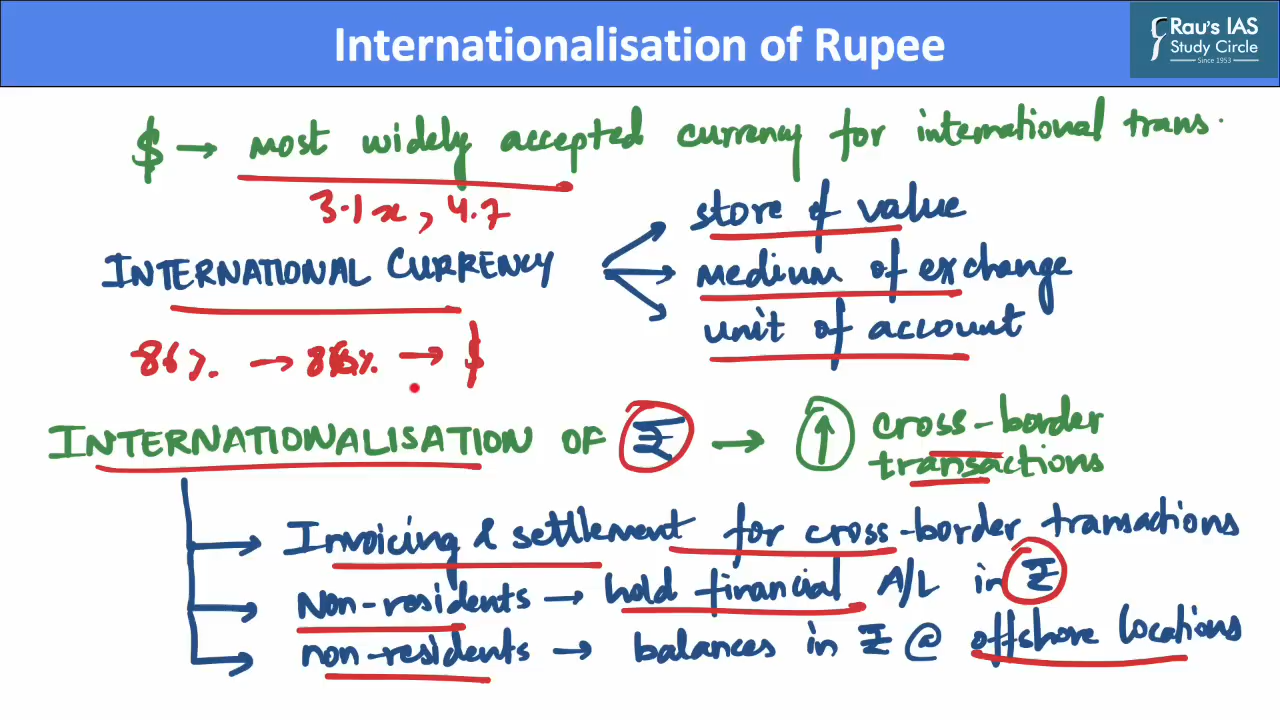 Internationalisation of Rupee
Rau's IAS
Study Circle
Since 1953
$ → most widely accepted currency for international trans.
3.1x, 4.7
INTERNATIONAL CURRENCY
store of value
medium of exchange
unit of account
86% → → $
INTERNATIONALISATION OF ₹ → ↑ cross-border
transactions
→ Invoicing & settlement for cross-border transactions
→ Non-residents → hold financial A/L in ₹
→ non-residents → balances in ₹ @ offshore locations